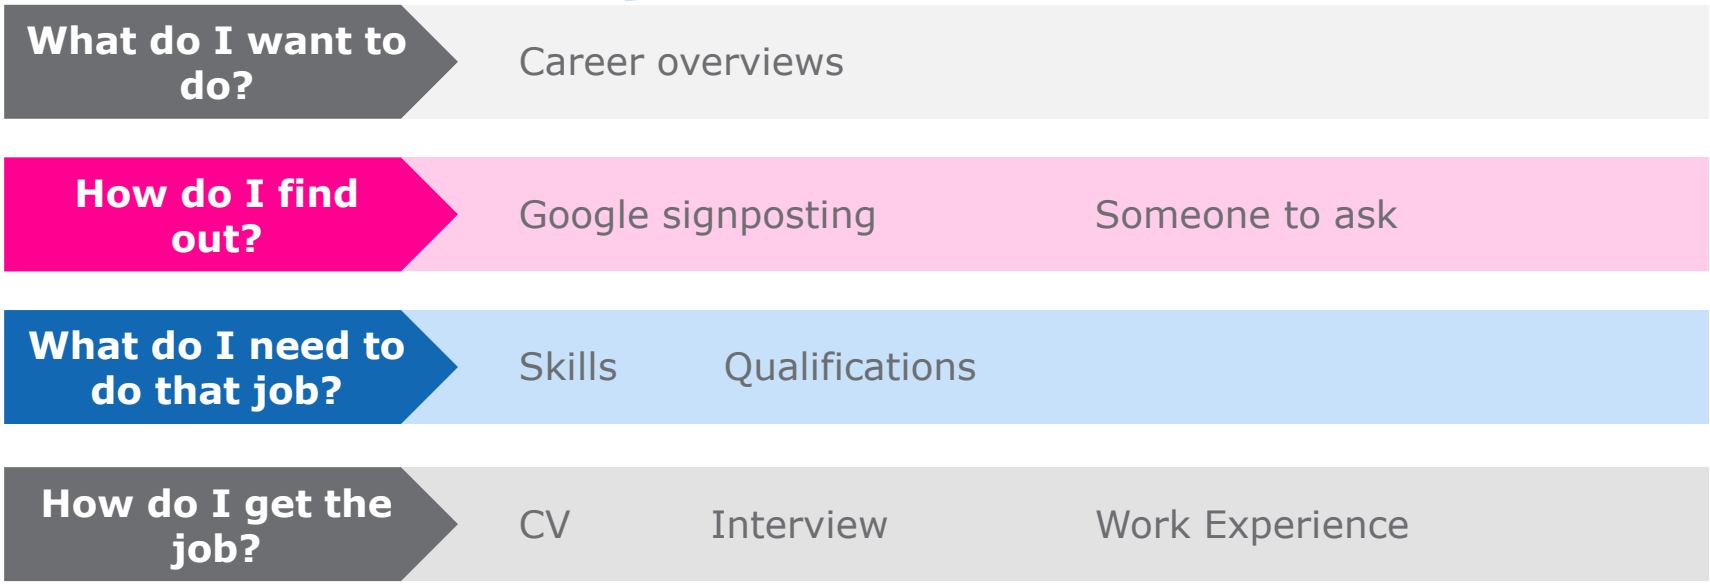 What do I want to
do?
Career overviews
How do I find
out?
Google signposting Someone to ask
What do I need to
do that job?
Skills Qualifications
How do I get the
job?
CV Interview Work Experience